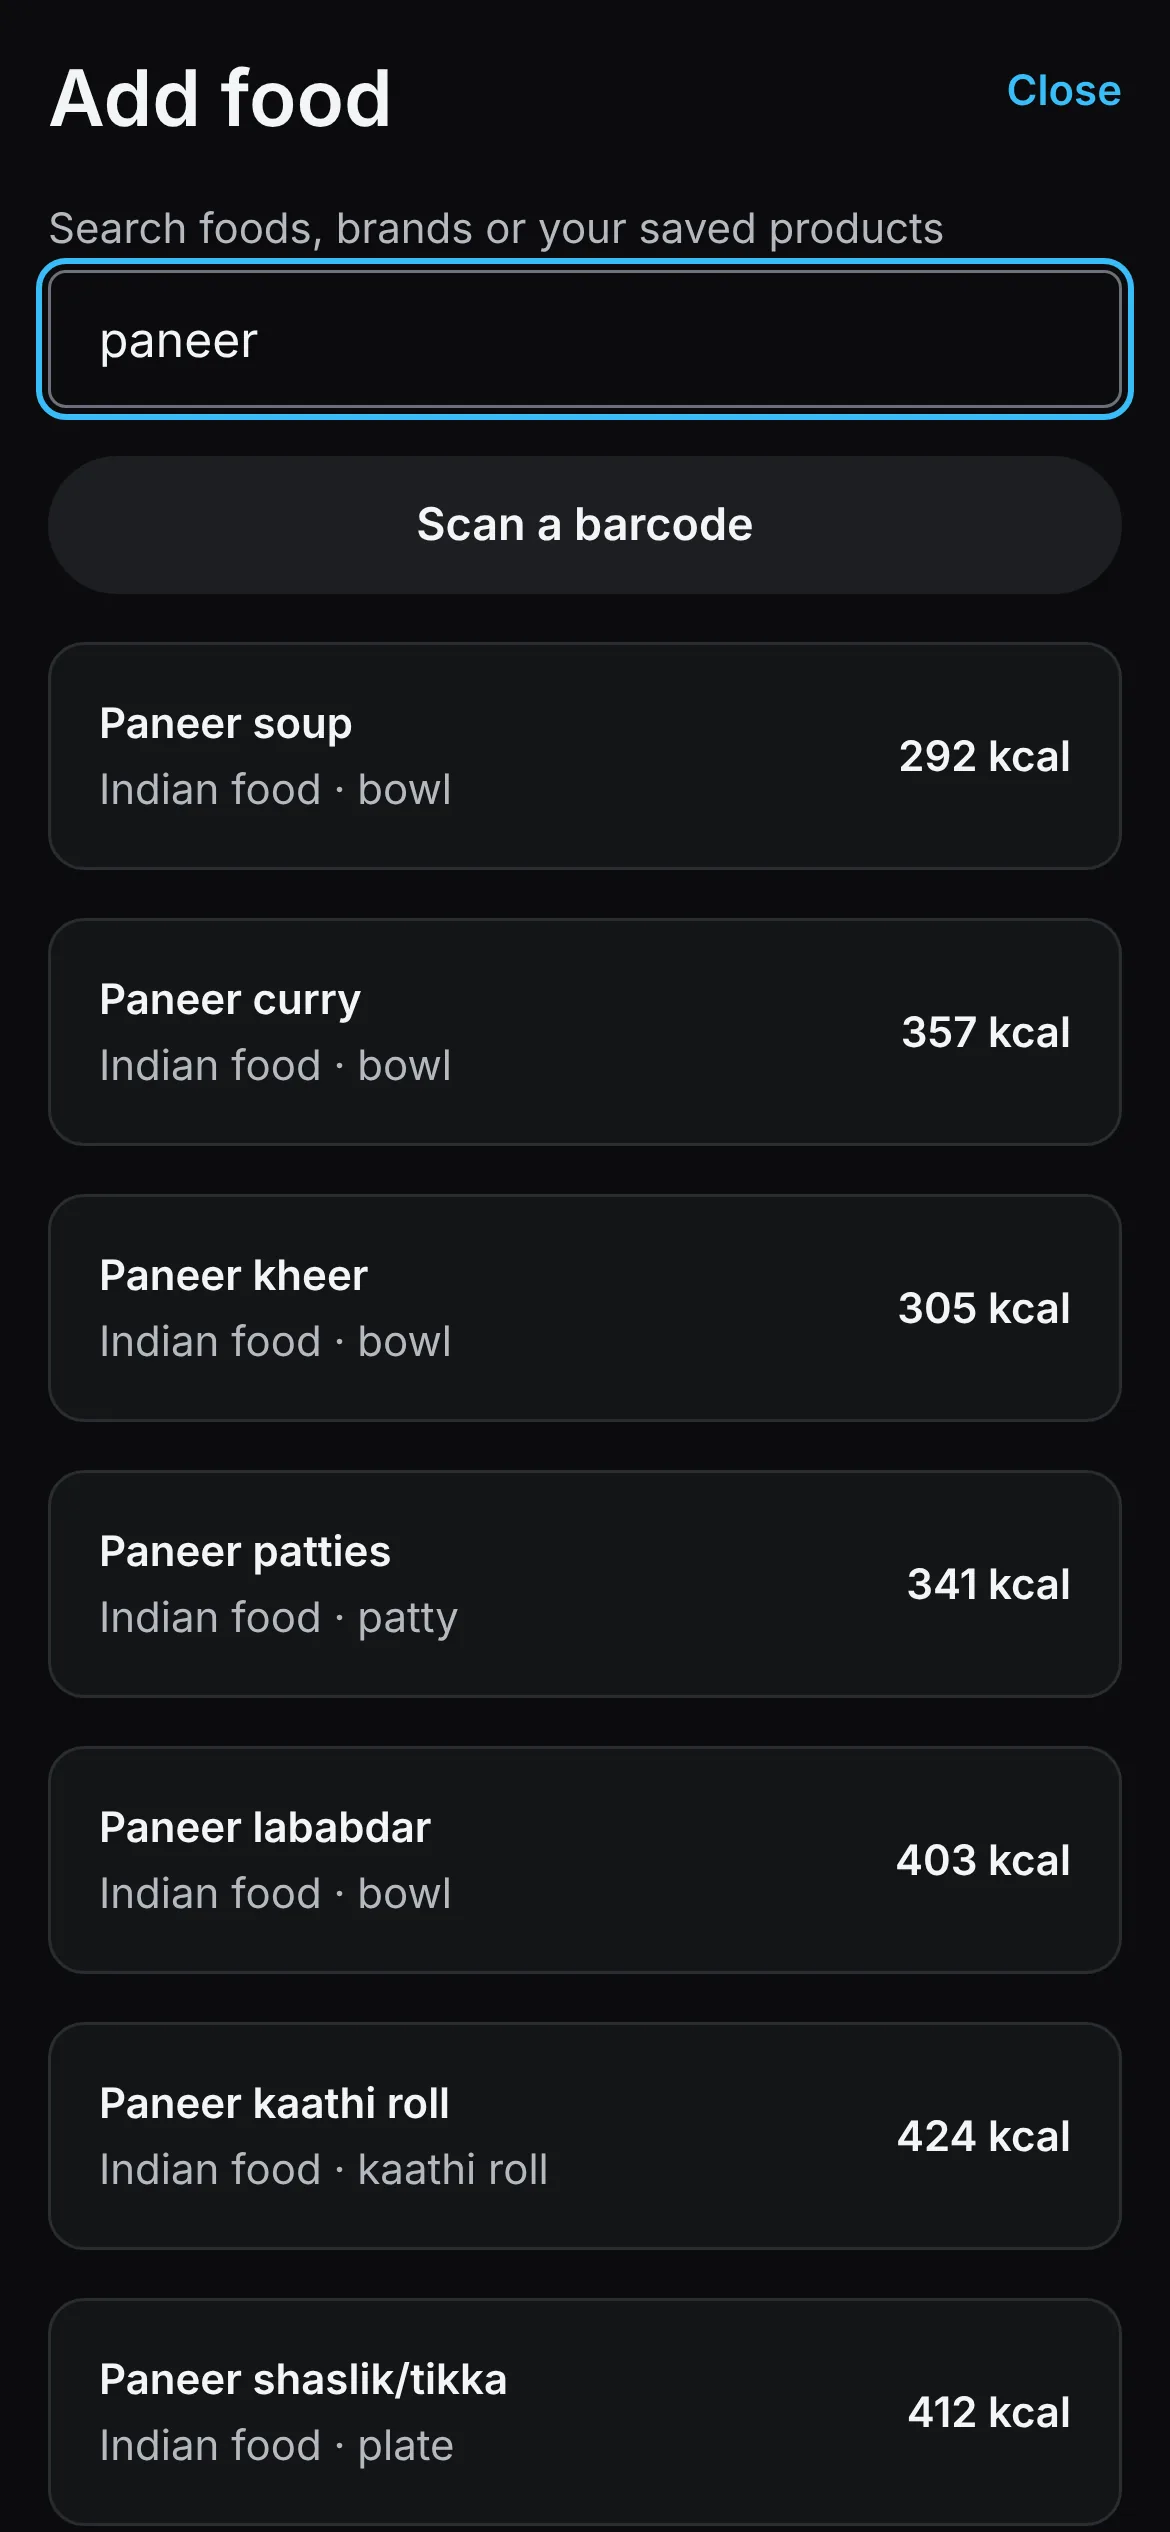 Add food
Close
Search foods, brands or your saved products
paneer
Scan a barcode
Paneer soup
Indian food · bowl
292 kcal
Paneer curry
Indian food · bowl
357 kcal
Paneer kheer
Indian food · bowl
305 kcal
Paneer patties
Indian food · patty
341 kcal
Paneer lababdar
Indian food · bowl
403 kcal
Paneer kaathi roll
Indian food · kaathi roll
424 kcal
Paneer shaslik/tikka
Indian food · plate
412 kcal